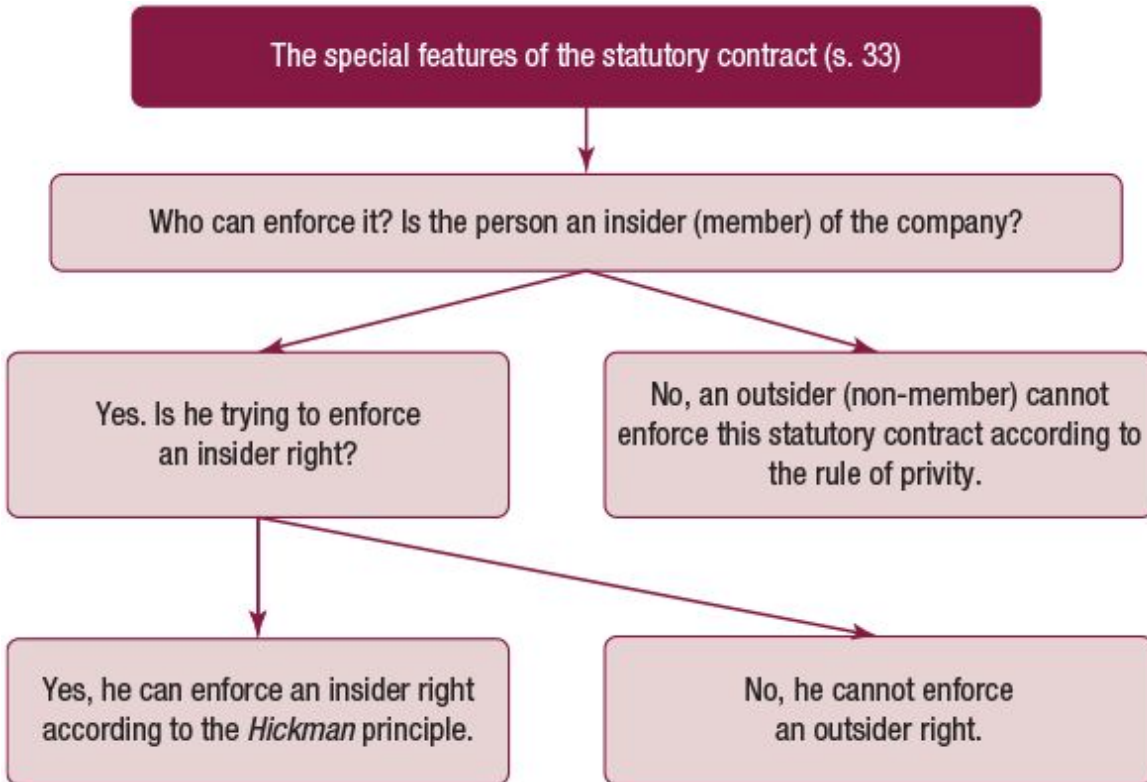 The special features of the statutory contract (s. 33)
Who can enforce it? Is the person an insider (member) of the company?
Yes. Is he trying to enforce
an insider right?
No, an outsider (non-member) cannot
enforce this statutory contract according to
the rule of privity.
Yes, he can enforce an insider right
according to the Hickman principle.
No, he cannot enforce
an outsider right.